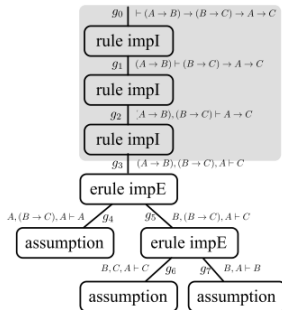 g₀ ⊢ (A → B) → (B → C) → A → C
rule impI
g₁ (A → B) ⊢ (B → C) → A → C
rule impI
g₂ (A → B), (B → C) ⊢ A → C
rule impI
g₃ (A → B), (B → C), A ⊢ C
erule impE
A, (B → C), A ⊢ A g₄ g₅ B, (B → C), A ⊢ C
assumption erule impE
B, C, A ⊢ C g₆ g₇ B, A ⊢ B
assumption assumption